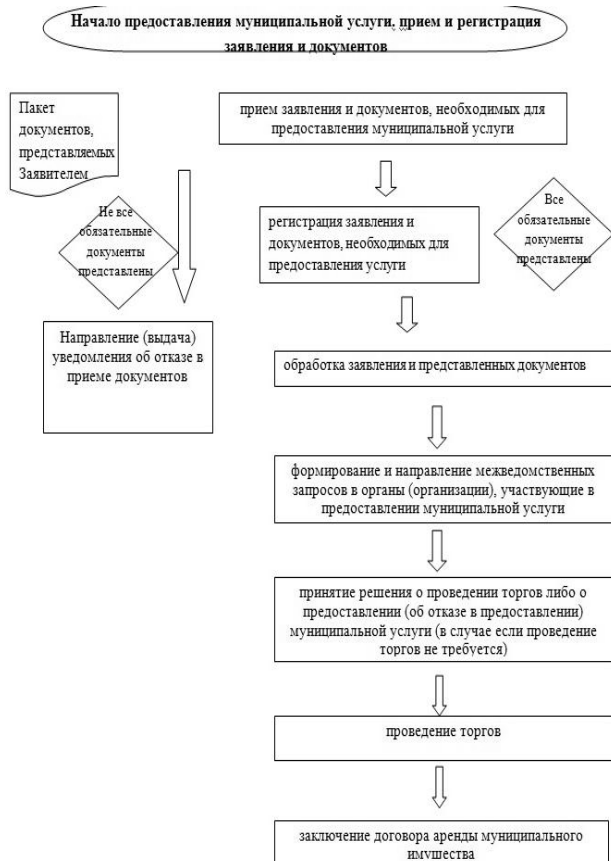 Начало предоставления муниципальной услуги, прием и регистрация
заявления и документов
Пакет
документов,
представляемых
Заявителем
прием заявления и документов, необходимых для
предоставления муниципальной услуги
Не все
обязательные
документы
представлены
регистрация заявления и
документов, необходимых для
предоставления услуги
Все
обязательные
документы
представлены
Направление (выдача)
уведомления об отказе в
приеме документов
обработка заявления и представленных документов
формирование и направление межведомственных
запросов в органы (организации), участвующие в
предоставлении муниципальной услуги
принятие решения о проведении торгов либо о
предоставлении (об отказе в предоставлении)
муниципальной услуги (в случае если проведение
торгов не требуется)
проведение торгов
заключение договора аренды муниципального
имущества